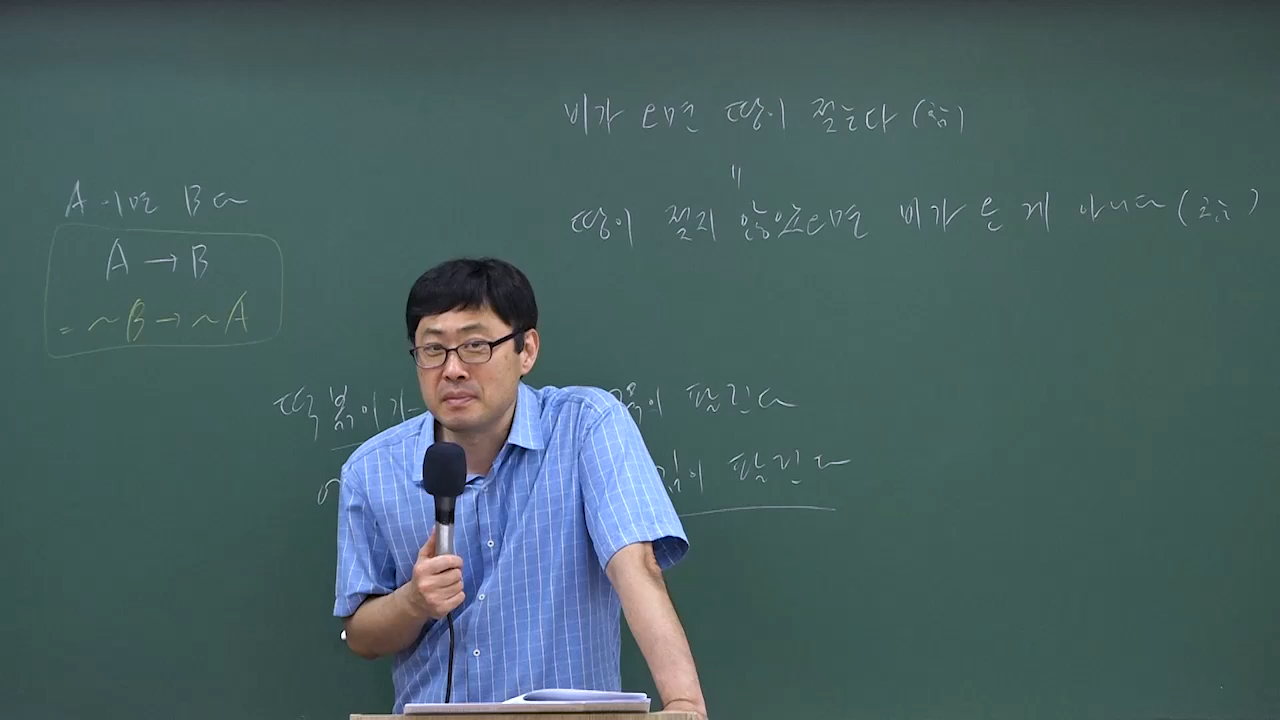 비가 오면 땅이 젖는다 (참)
"
땅이 젖지 않았으면 비가 온 게 아니다 (참)
A이면 B다
A → B
= ~B → ~A
떡볶이가 팔린다
팔린다